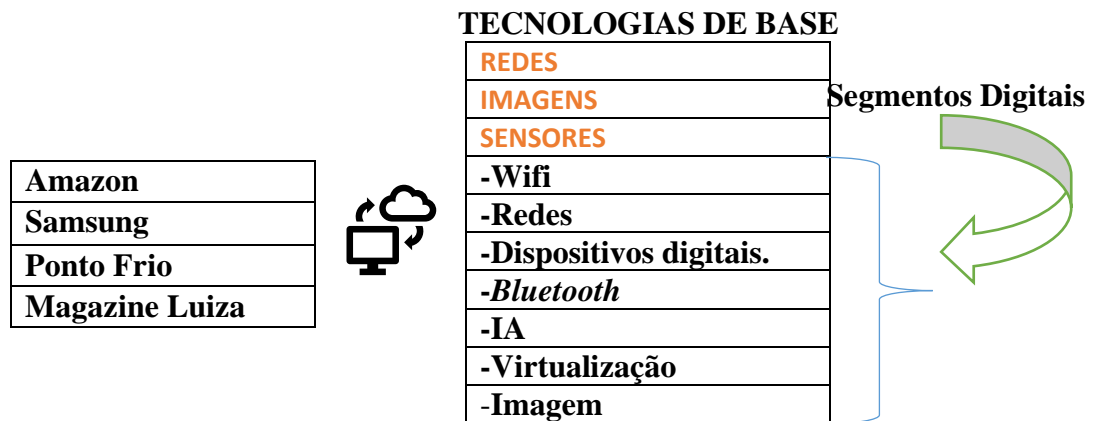 TECNOLOGIAS DE BASE
REDES
IMAGENS
SENSORES
-Wifi
-Redes
-Dispositivos digitais.
-Bluetooth
-IA
-Virtualização
-Imagem
Segmentos Digitais
Amazon
Samsung
Ponto Frio
Magazine Luiza